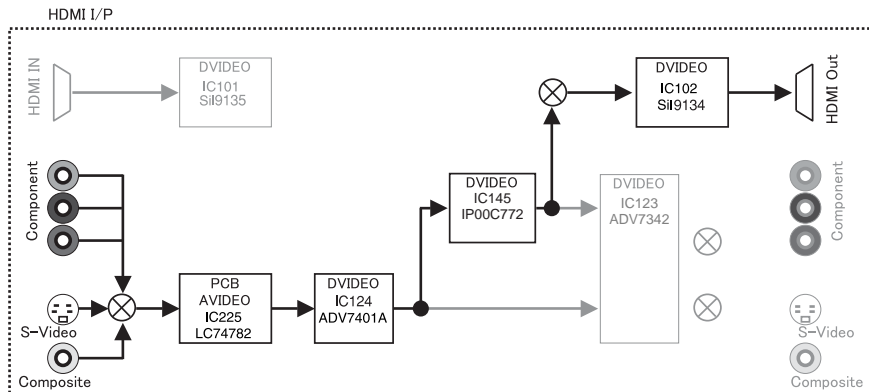 HDMI I/P
HDMI IN
DVIDEO
IC101
SiI9135
DVIDEO
IC102
SiI9134
HDMI Out
Component
DVIDEO
IC145
IP00C772
DVIDEO
IC123
ADV7342
Component
PCB
AVIDEO
IC225
LC74782
DVIDEO
IC124
ADV7401A
S-Video
Composite
S-Video
Composite